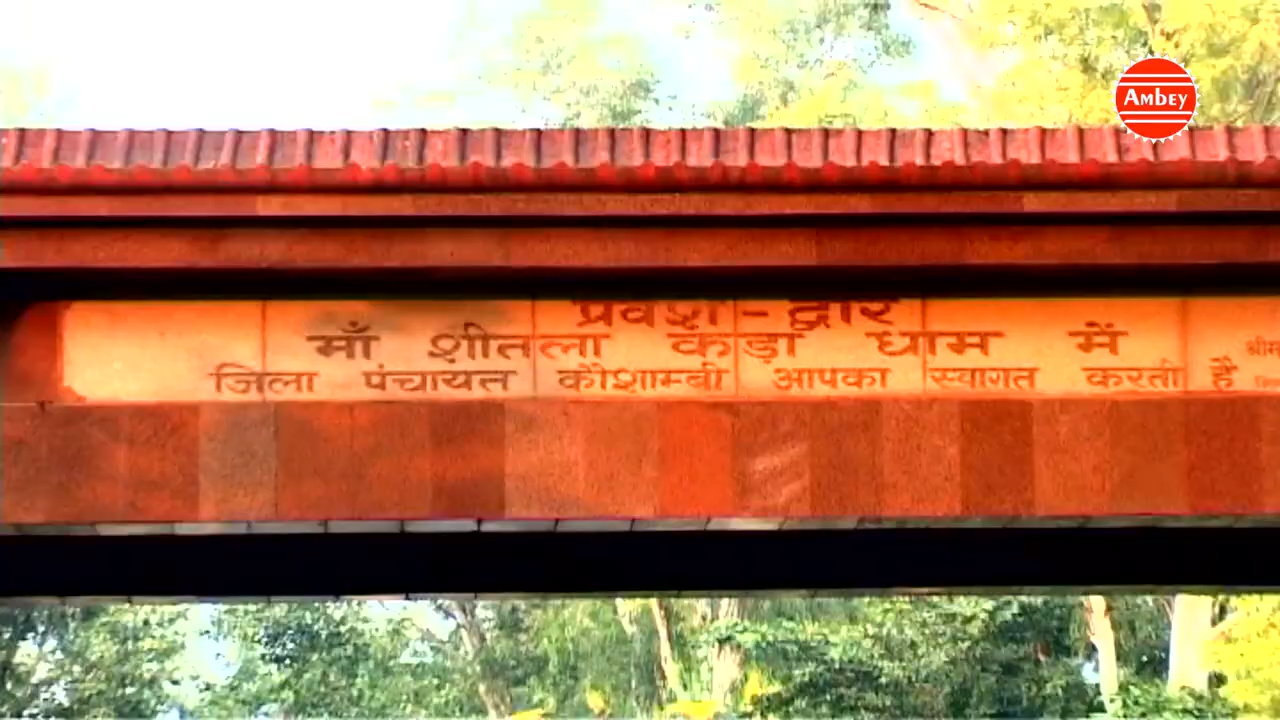 AMBEY
प्रवेश-द्वार
माँ शीतला कड़ा धाम में
जिला पंचायत कौशाम्बी आपका स्वागत करती है